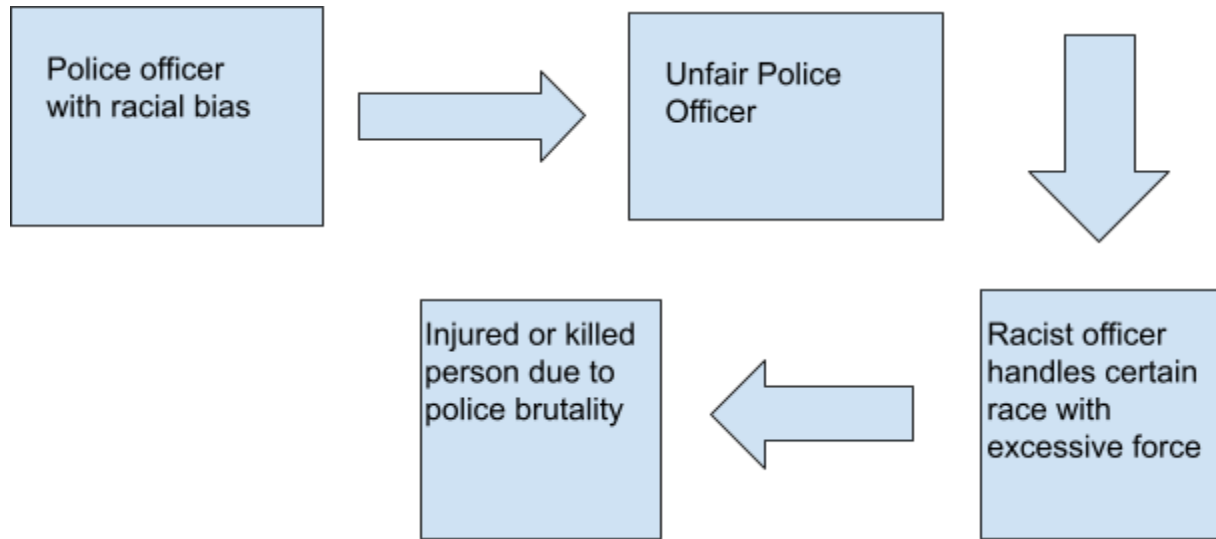 Police officer
with racial bias
Unfair Police
Officer
Racist officer
handles certain
race with
excessive force
Injured or killed
person due to
police brutality